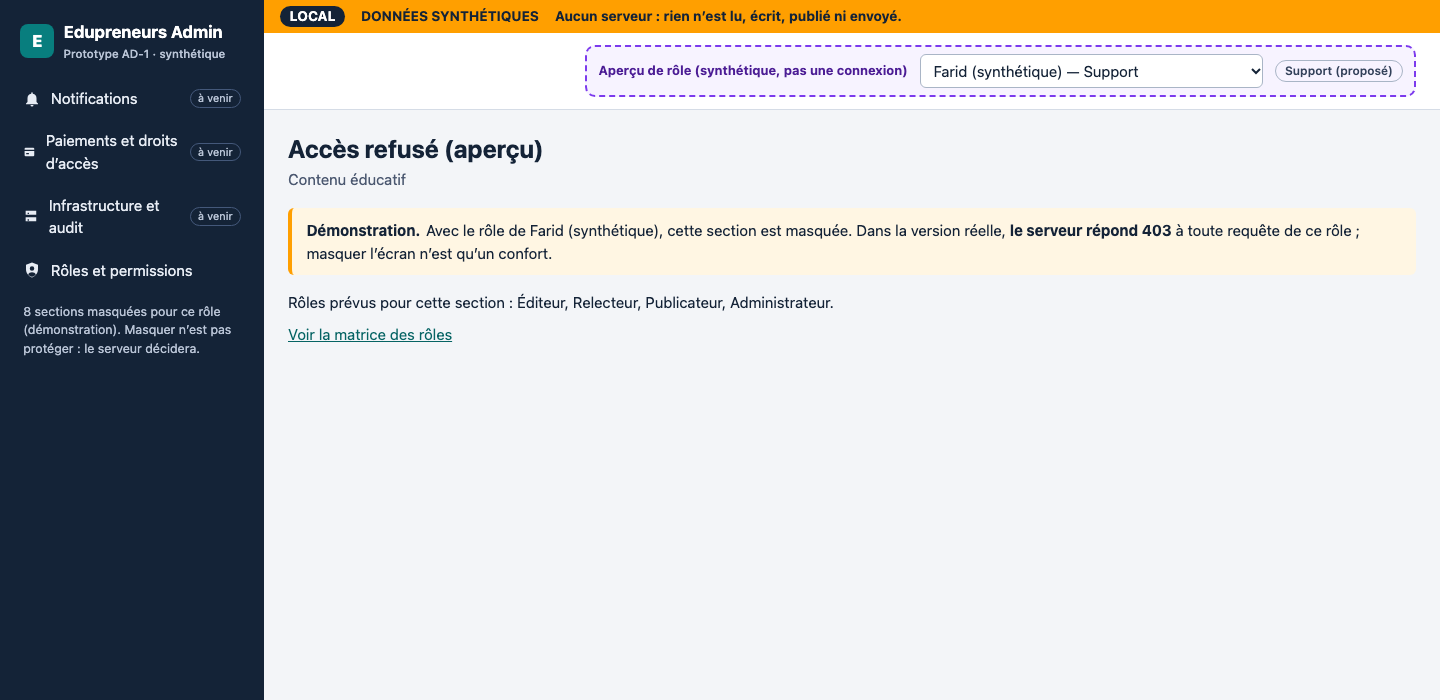 LOCAL DONNÉES SYNTHÉTIQUES Aucun serveur : rien n’est lu, écrit, publié ni envoyé.
E
Edupreneurs Admin
Prototype AD-1 · synthétique
Notifications à venir
Paiements et droits
d’accès
à venir
Infrastructure et
audit
à venir
Rôles et permissions
8 sections masquées pour ce rôle
(démonstration). Masquer n’est pas
protéger : le serveur décidera.
Aperçu de rôle (synthétique, pas une connexion) Farid (synthétique) — Support Support (proposé)
Accès refusé (aperçu)
Contenu éducatif
Démonstration. Avec le rôle de Farid (synthétique), cette section est masquée. Dans la version réelle, le serveur répond 403 à toute requête de ce rôle ;
masquer l’écran n’est qu’un confort.
Rôles prévus pour cette section : Éditeur, Relecteur, Publicateur, Administrateur.
Voir la matrice des rôles